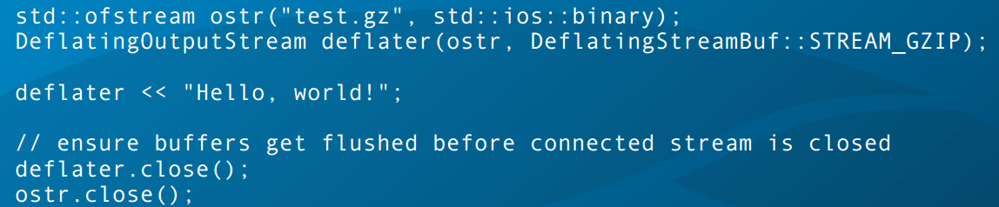 std::ofstream ostr("test.gz", std::ios::binary);
DeflatingOutputStream deflater(ostr, DeflatingStreamBuf::STREAM_GZIP);
deflater << "Hello, world!";
// ensure buffers get flushed before connected stream is closed
deflater.close();
ostr.close();